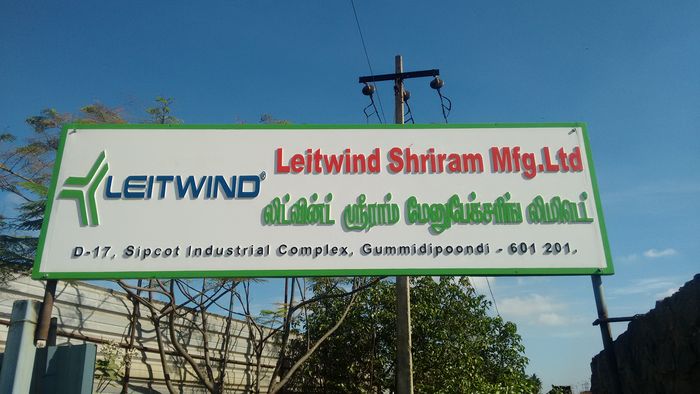 LEITWIND®
Leitwind Shriram Mfg.Ltd
லிட்விண்ட் ஸ்ரீராம் மேனுபேக்சரிங் லிமிடெட்
D-17, Sipcot Industrial Complex, Gummidipoondi - 601 201.